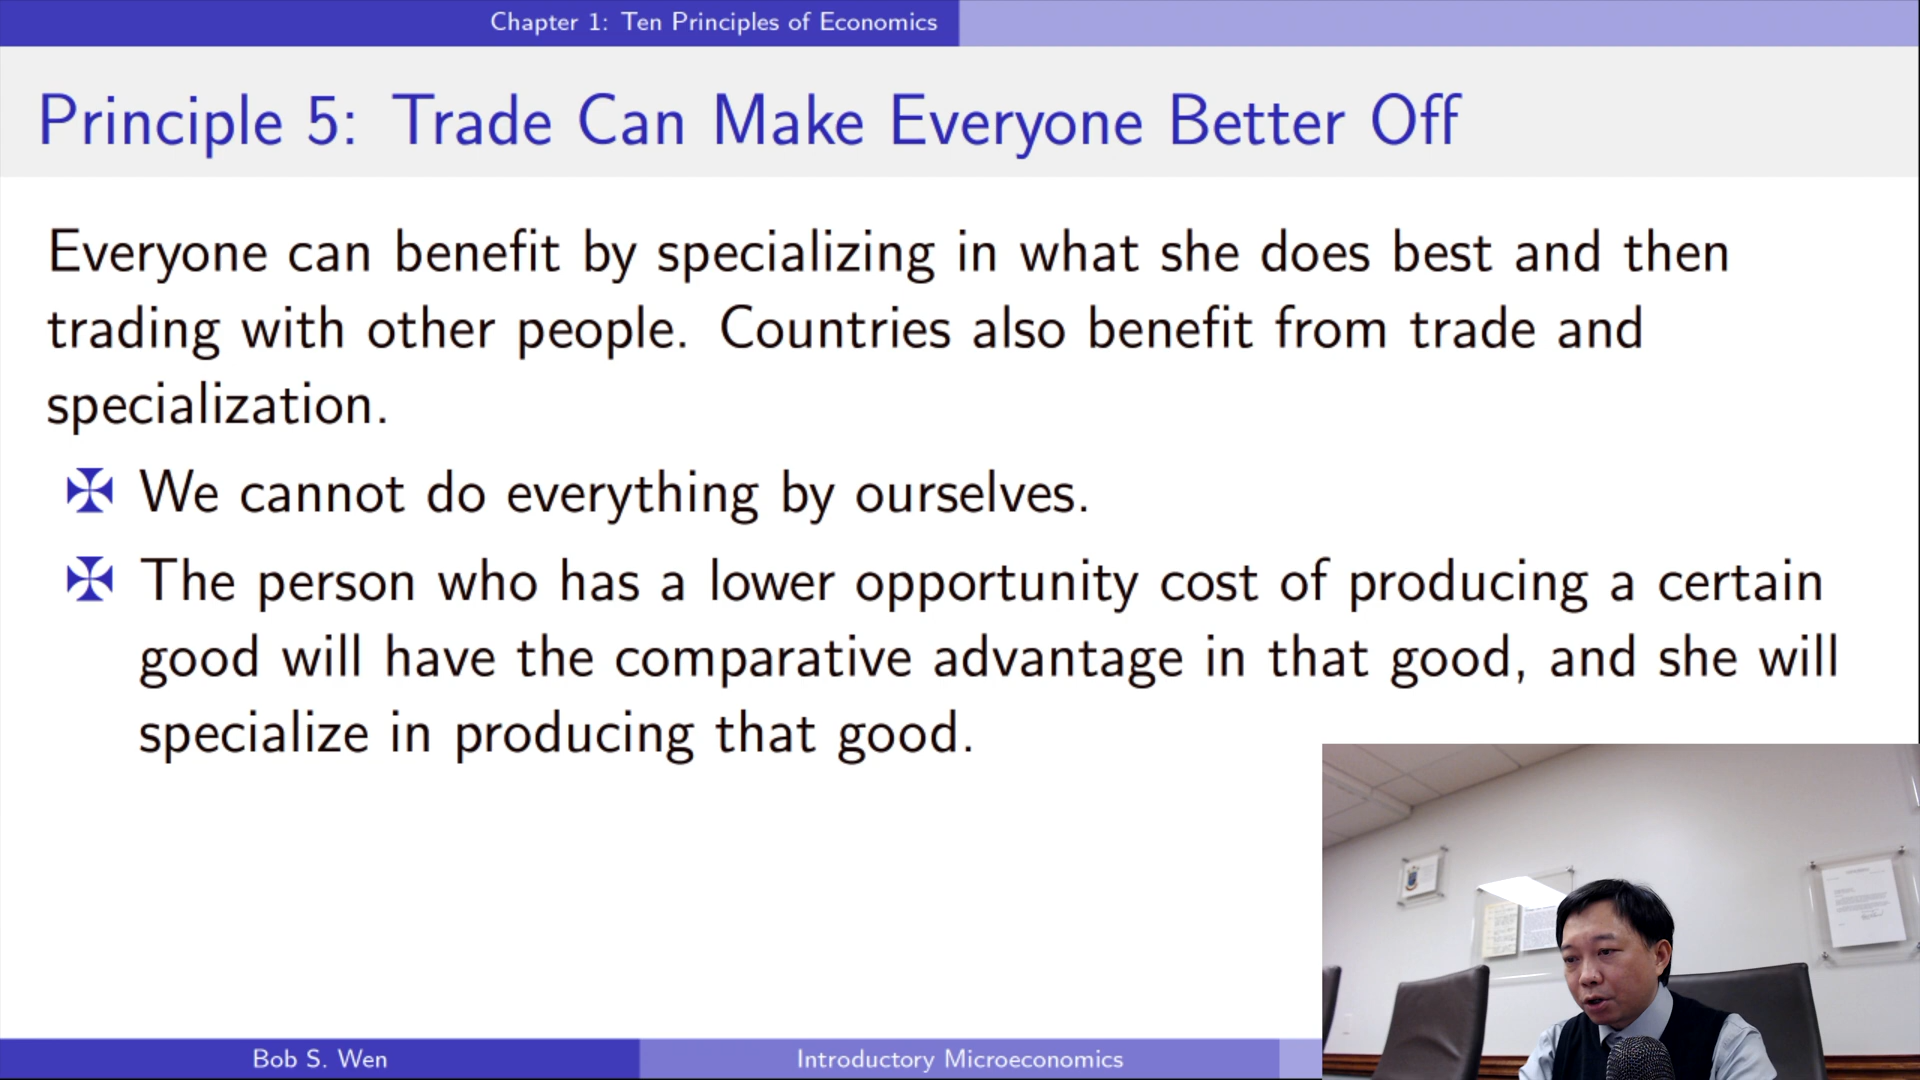 Chapter 1: Ten Principles of Economics
Principle 5: Trade Can Make Everyone Better Off
Everyone can benefit by specializing in what she does best and then
trading with other people. Countries also benefit from trade and
specialization.
We cannot do everything by ourselves.
The person who has a lower opportunity cost of producing a certain
good will have the comparative advantage in that good, and she will
specialize in producing that good.
Bob S. Wen
Introductory Microeconomics